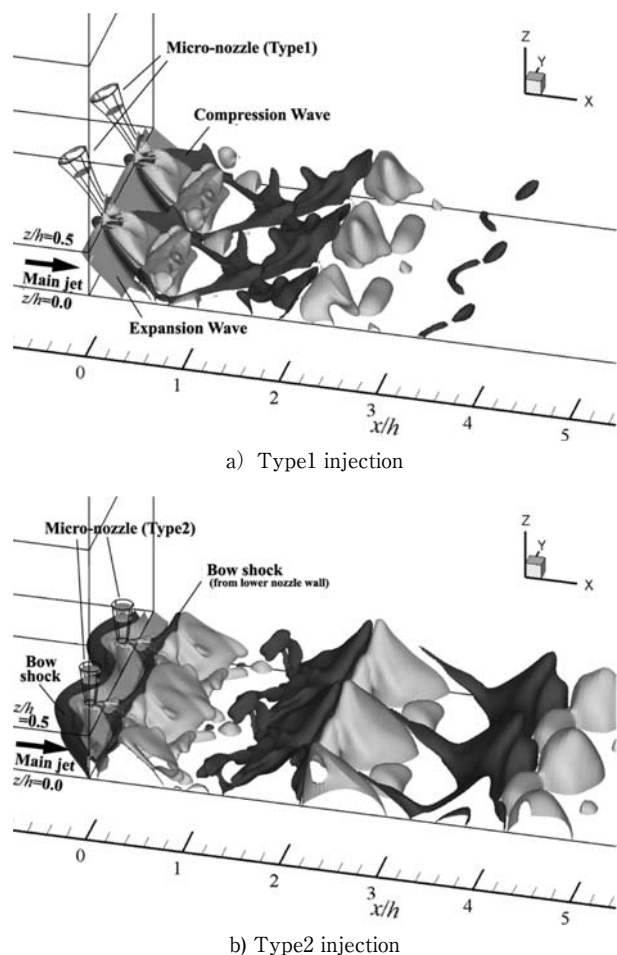 Micro-nozzle (Type1)
Z
Y
X
Compression Wave
z/h=0.5
Main jet
z/h=0.0
Expansion Wave
0
1
2
3
4
5
x/h
a) Type1 injection
Micro-nozzle (Type2)
Z
Y
X
Bow shock
(from lower nozzle wall)
Bow
shock
z/h
=0.5
Main jet
z/h=0.0
0
1
2
3
4
5
x/h
b) Type2 injection